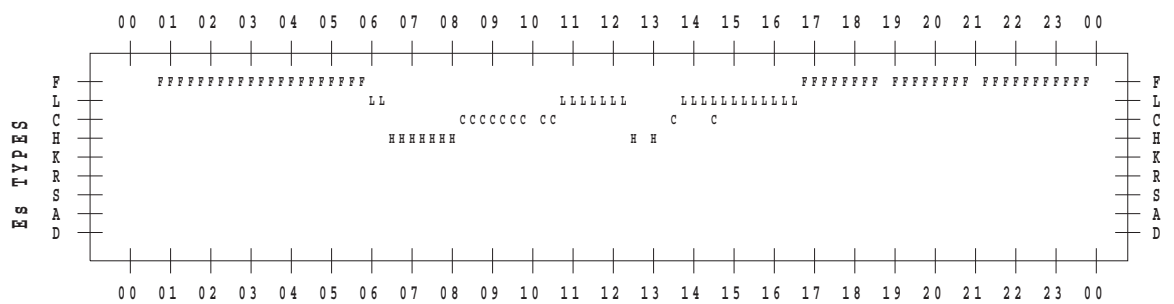 00 01 02 03 04 05 06 07 08 09 10 11 12 13 14 15 16 17 18 19 20 21 22 23 00
F FFFFFFFFFFFFFFFFFFFFF FFFFFFFF FFFFFFFF FFFFFFFFFFF F
L LL LLLLLLL LLLLLLLLLLLL L
C CCCCCCC CC C C C
H HHHHHHH H H H
K K
R R
S S
A A
D D
Es TYPES
00 01 02 03 04 05 06 07 08 09 10 11 12 13 14 15 16 17 18 19 20 21 22 23 00